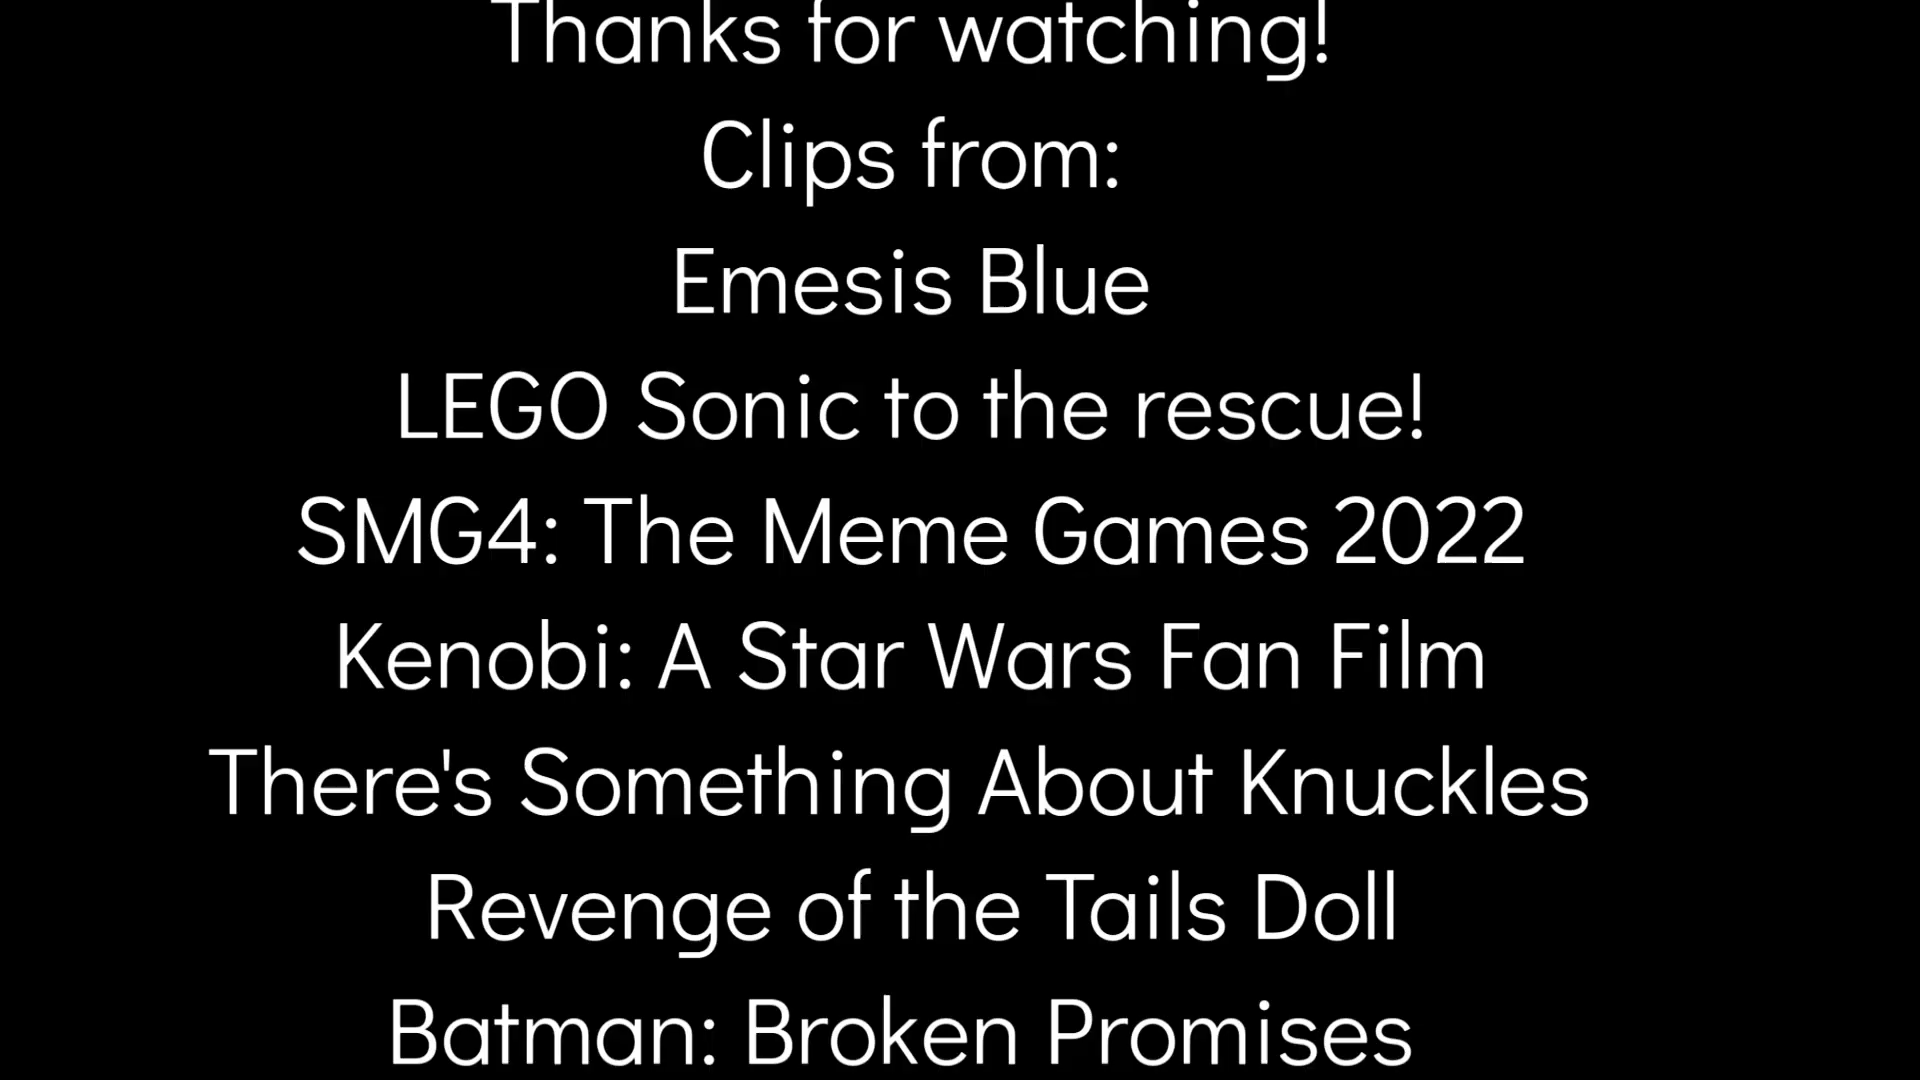 Thanks for watching!
Clips from:
Emesis Blue
LEGO Sonic to the rescue!
SMG4: The Meme Games 2022
Kenobi: A Star Wars Fan Film
There's Something About Knuckles
Revenge of the Tails Doll
Batman: Broken Promises